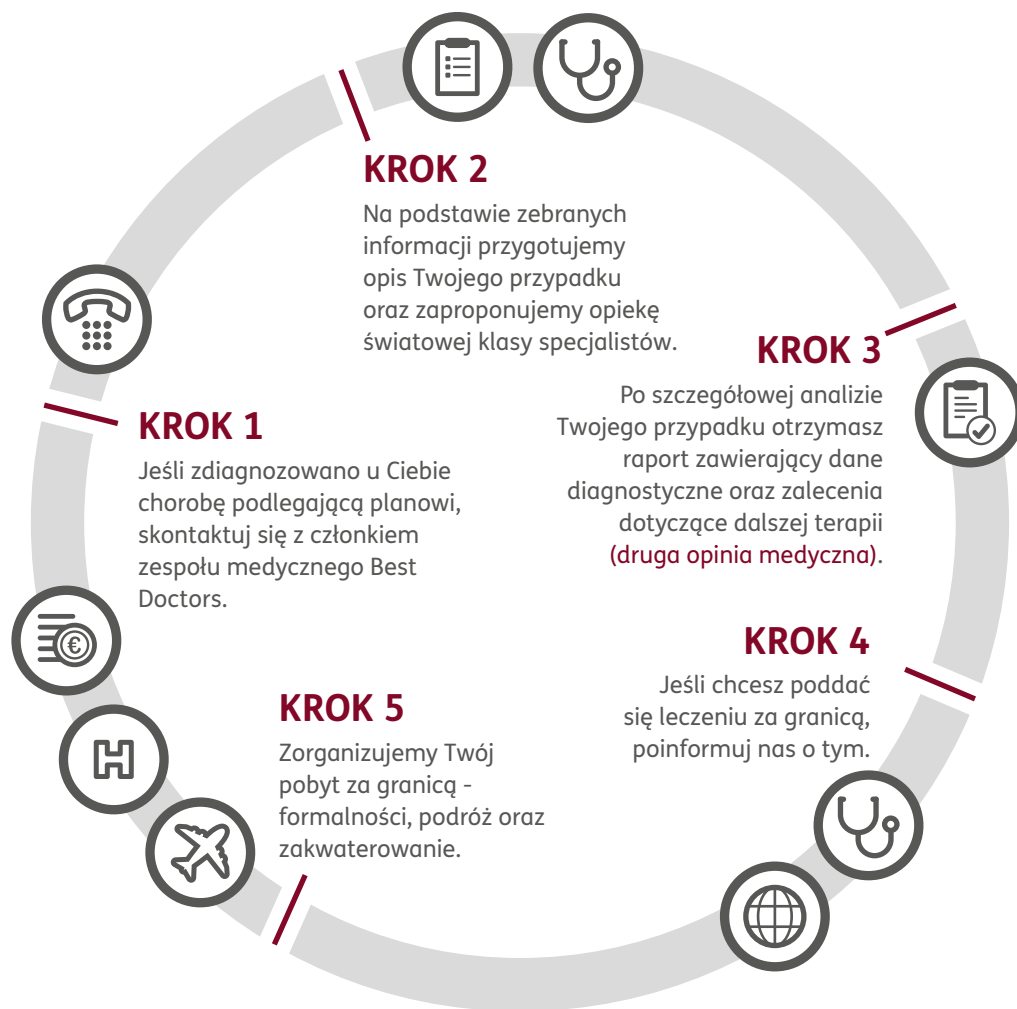 KROK 1
Jeśli zdiagnozowano u Ciebie
chorobę podlegającą planowi,
skontaktuj się z członkiem
zespołu medycznego Best
Doctors.
KROK 2
Na podstawie zebranych
informacji przygotujemy
opis Twojego przypadku
oraz zaproponujemy opiekę
światowej klasy specjalistów.
KROK 3
Po szczegółowej analizie
Twojego przypadku otrzymasz
raport zawierający dane
diagnostyczne oraz zalecenia
dotyczące dalszej terapii
(druga opinia medyczna).
KROK 4
Jeśli chcesz poddać
się leczeniu za granicą,
poinformuj nas o tym.
KROK 5
Zorganizujemy Twój
pobyt za granicą -
formalności, podróż oraz
zakwaterowanie.
€
H